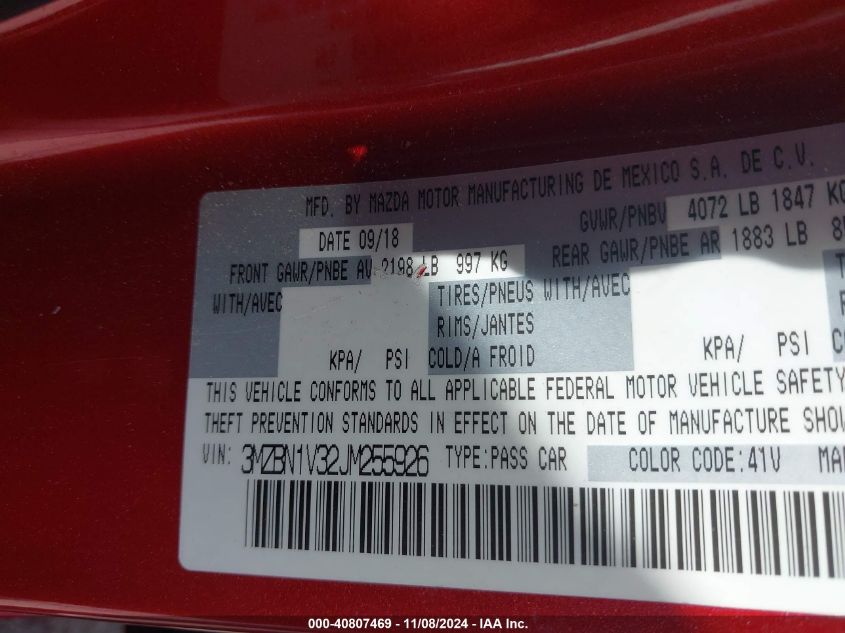 MFD. BY MAZDA MOTOR MANUFACTURING DE MEXICO S.A. DE C.V.
DATE 09/18 GVWR/PNBV 4072 LB 1847 KG
FRONT GAWR/PNBE AV 2198 LB 997 KG REAR GAWR/PNBE AR 1883 LB
WITH/AVEC TIRES/PNEUS WITH/AVEC
RIMS/JANTES
KPA/ PSI COLD/A FROID KPA/ PSI
THIS VEHICLE CONFORMS TO ALL APPLICABLE FEDERAL MOTOR VEHICLE SAFETY
THEFT PREVENTION STANDARDS IN EFFECT ON THE DATE OF MANUFACTURE SHOW
VIN: 3MZBN1V32JM255926 TYPE:PASS CAR COLOR CODE:41V MAD
000-40807469 - 11/08/2024 - IAA Inc.